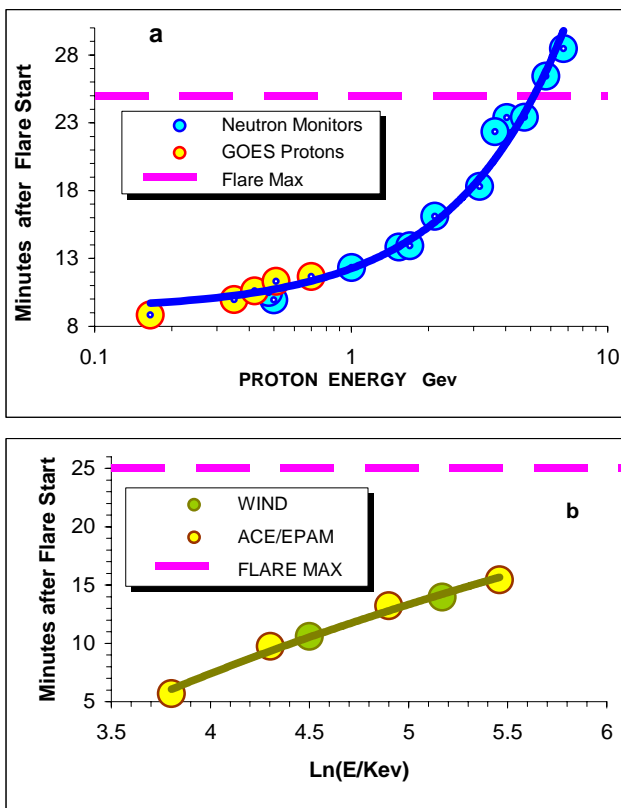 a
28
23
18
13
8
Minutes after Flare Start
Neutron Monitors
GOES Protons
Flare Max
0.1 1 10
PROTON ENERGY Gev
25
20
15
10
5
Minutes after Flare Start
WIND
ACE/EPAM
FLARE MAX
b
3.5 4 4.5 5 5.5 6
Ln(E/Kev)